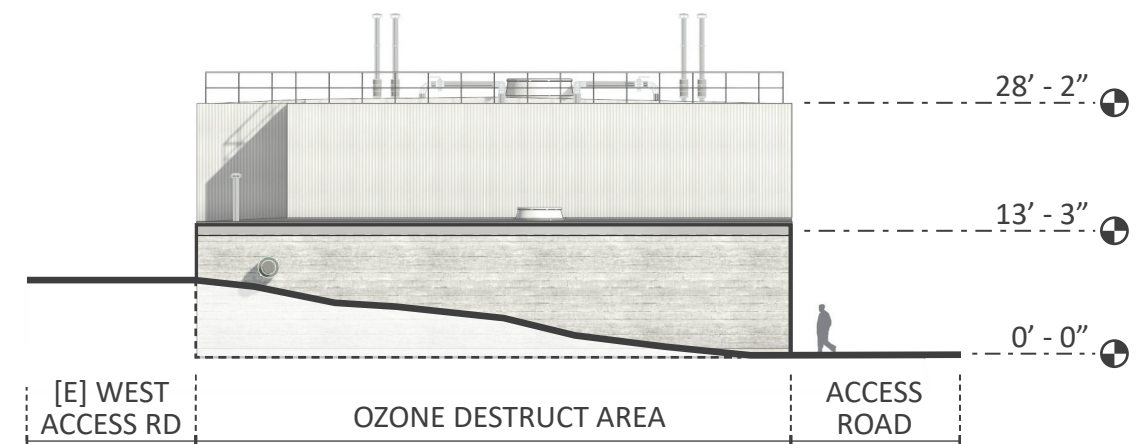 28’ - 2”
13’ - 3”
0’ - 0”
[E] WEST
ACCESS RD
OZONE DESTRUCT AREA
ACCESS
ROAD